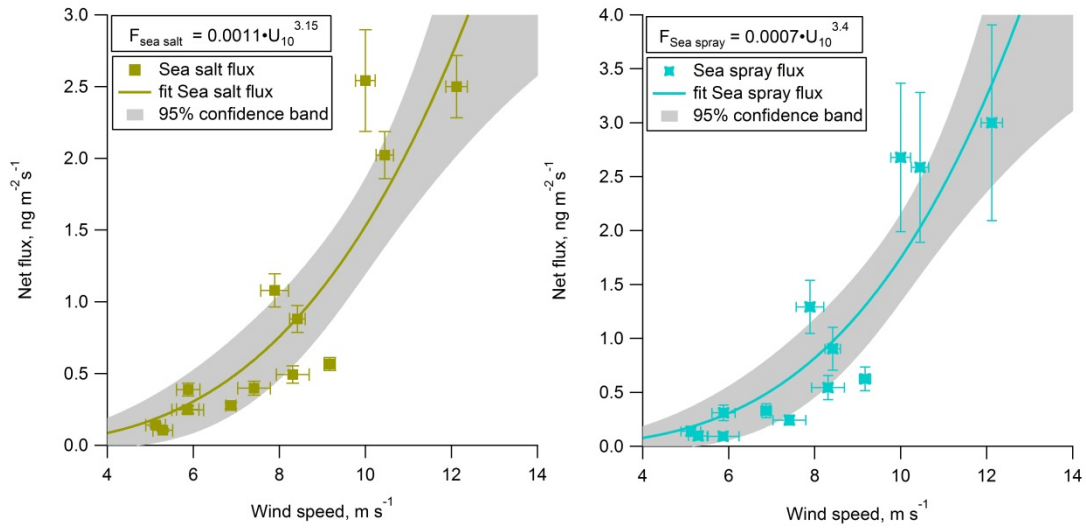 F sea salt = 0.0011•U10^3.15
Sea salt flux
fit Sea salt flux
95% confidence band
Net flux, ng m-2 s-1
3.0
2.5
2.0
1.5
1.0
0.5
0.0
4 6 8 10 12 14
Wind speed, m s-1
F Sea spray = 0.0007•U10^3.4
Sea spray flux
fit Sea spray flux
95% confidence band
Net flux, ng m-2 s-1
4.0
3.5
3.0
2.5
2.0
1.5
1.0
0.5
0.0
4 6 8 10 12 14
Wind speed, m s-1